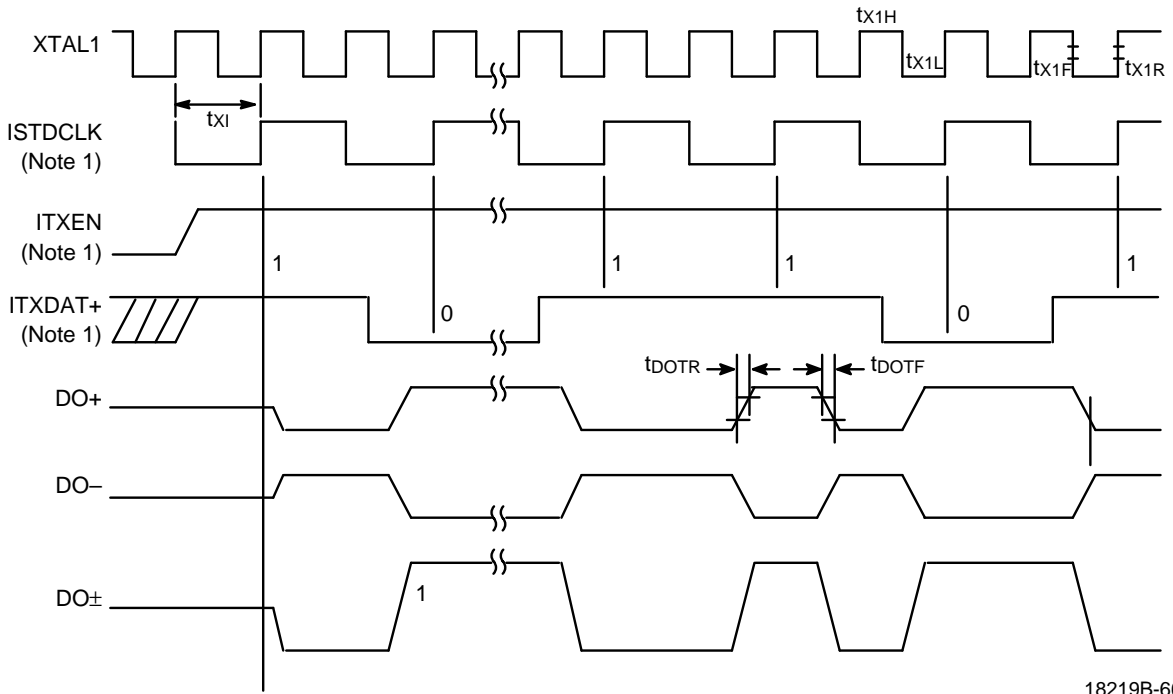 tX1H
XTAL1
tX1L
tX1F
tX1R
tXI
ISTDCLK
(Note 1)
ITXEN
(Note 1)
1
1
1
1
ITXDAT+
(Note 1)
0
0
tDOTR
tDOTF
DO+
DO–
DO±
1